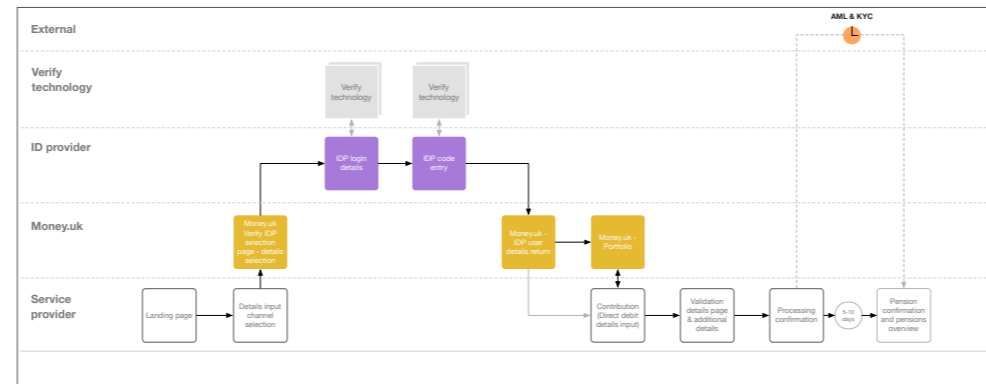 AML & KYC
External
Verify
technology
Verify
technology
Verify
technology
ID provider
IDP login
details
IDP code
entry
Money.uk
Money.uk
Verify IDP
selection
page - details
selection
Money.uk -
IDP user
details return
Money.uk -
Portfolio
Service
provider
Landing page
Details input
channel
selection
Contribution
(Direct debit
details input)
Validation
details page
& additional
details
Processing
confirmation
5-10
days
Pension
confirmation
and pensions
overview